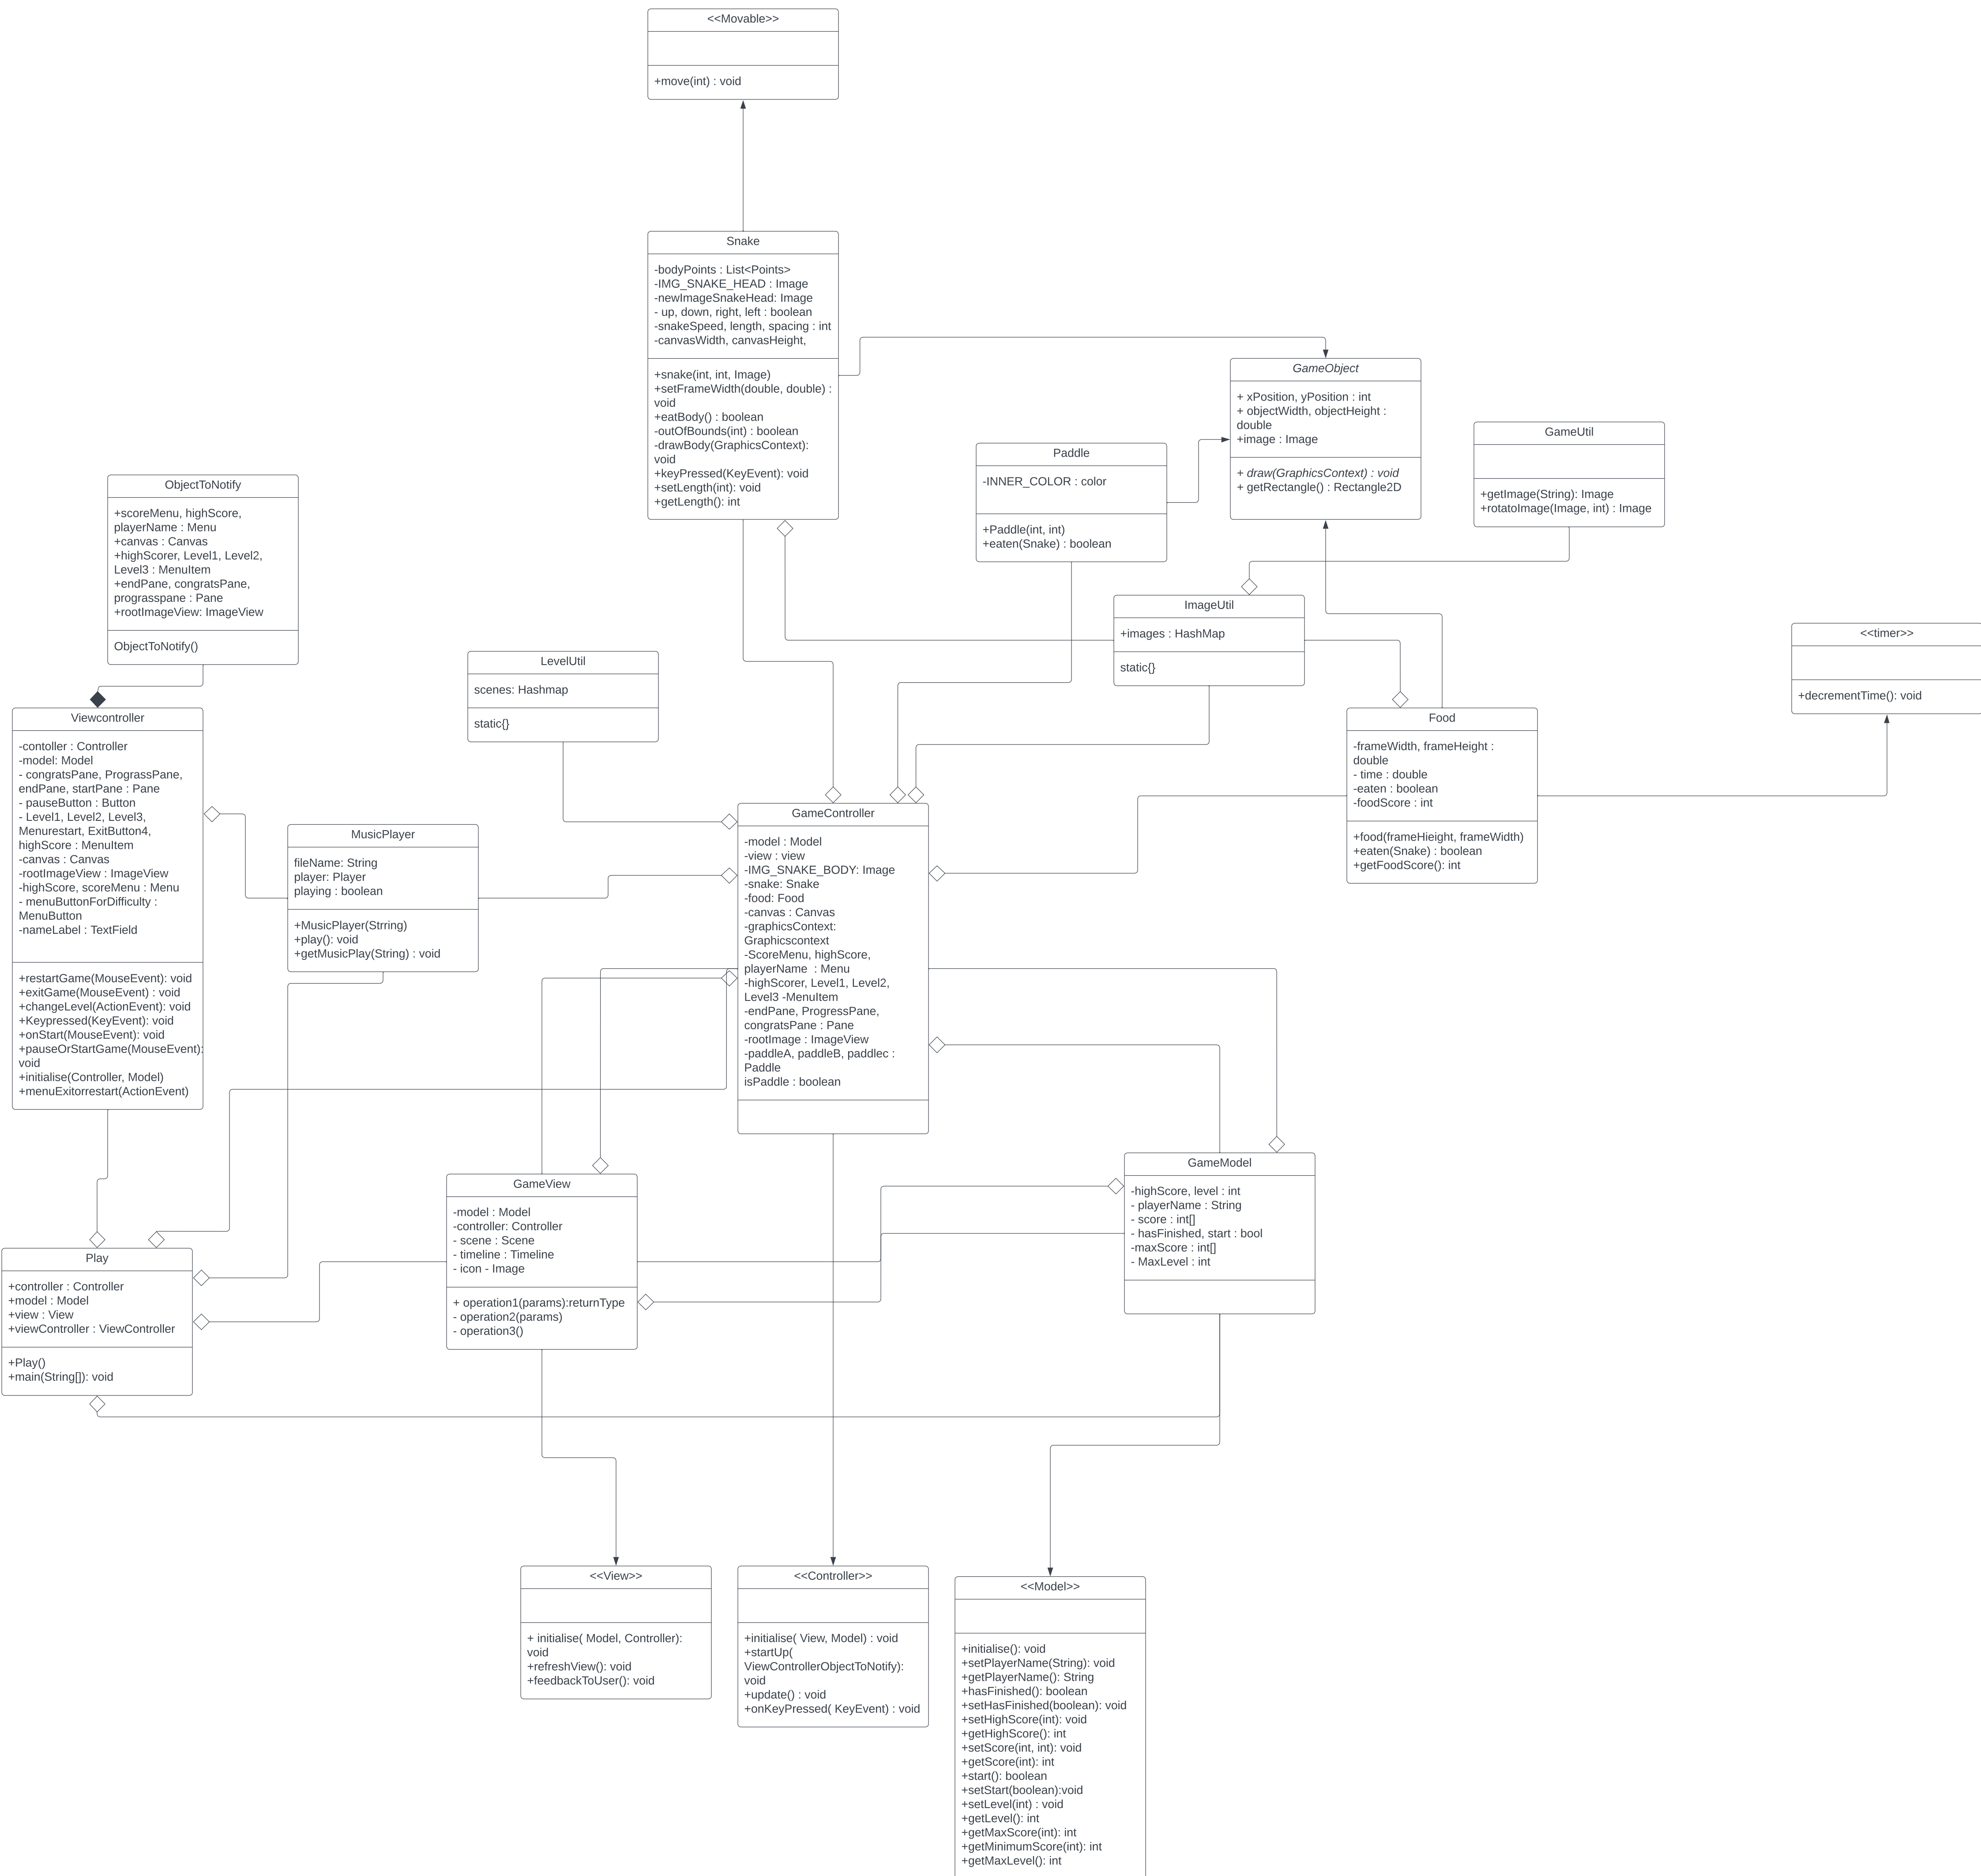 <<Movable>>
+move(int) : void
Snake
-bodyPoints : List<Points>
-IMG_SNAKE_HEAD : Image
-newImageSnakeHead: Image
- up, down, right, left : boolean
-snakeSpeed, length, spacing : int
-canvasWidth, canvasHeight,
+snake(int, int, Image)
+setFrameWidth(double, double) :
void
+eatBody() : boolean
-outOfBounds(int) : boolean
-drawBody(GraphicsContext):
void
+keyPressed(KeyEvent): void
+setLength(int): void
+getLength(): int
GameObject
+ xPosition, yPosition : int
+ objectWidth, objectHeight :
double
+image : Image
+ draw(GraphicsContext) : void
+ getRectangle() : Rectangle2D
GameUtil
+getImage(String): Image
+rotatoImage(Image, int) : Image
Paddle
-INNER_COLOR : color
+Paddle(int, int)
+eaten(Snake) : boolean
ObjectToNotify
+scoreMenu, highScore,
playerName : Menu
+canvas : Canvas
+highScorer, Level1, Level2,
Level3 : MenuItem
+endPane, congratsPane,
prograsspane : Pane
+rootImageView: ImageView
ObjectToNotify()
ImageUtil
+images : HashMap
static{}
<<timer>>
+decrementTime(): void
LevelUtil
scenes: Hashmap
static{}
Viewcontroller
-contoller : Controller
-model: Model
- congratsPane, PrograssPane,
endPane, startPane : Pane
- pauseButton : Button
- Level1, Level2, Level3,
Menurestart, ExitButton4,
highScore : MenuItem
-canvas : Canvas
-rootImageView : ImageView
-highScore, scoreMenu : Menu
- menuButtonForDifficulty :
MenuButton
-nameLabel : TextField
+restartGame(MouseEvent): void
+exitGame(MouseEvent) : void
+changeLevel(ActionEvent): void
+Keypressed(KeyEvent): void
+onStart(MouseEvent): void
+pauseOrStartGame(MouseEvent):
void
+initialise(Controller, Model)
+menuExitorrestart(ActionEvent)
Food
-frameWidth, frameHeight :
double
- time : double
-eaten : boolean
-foodScore : int
+food(frameHieight, frameWidth)
+eaten(Snake) : boolean
+getFoodScore(): int
MusicPlayer
fileName: String
player: Player
playing : boolean
+MusicPlayer(Strring)
+play(): void
+getMusicPlay(String) : void
GameController
-model : Model
-view : view
-IMG_SNAKE_BODY: Image
-snake: Snake
-food: Food
-canvas : Canvas
-graphicsContext:
Graphicscontext
-ScoreMenu, highScore,
playerName  : Menu
-highScorer, Level1, Level2,
Level3 -MenuItem
-endPane, ProgressPane,
congratsPane : Pane
-rootImage : ImageView
-paddleA, paddleB, paddlec :
Paddle
isPaddle : boolean
GameModel
-highScore, level : int
- playerName : String
- score : int[]
- hasFinished, start : bool
-maxScore : int[]
- MaxLevel : int
GameView
-model : Model
-controller: Controller
- scene : Scene
- timeline : Timeline
- icon - Image
+ operation1(params):returnType
- operation2(params)
- operation3()
Play
+controller : Controller
+model : Model
+view : View
+viewController : ViewController
+Play()
+main(String[]): void
<<View>>
+ initialise( Model, Controller):
void
+refreshView(): void
+feedbackToUser(): void
<<Controller>>
+initialise( View, Model) : void
+startUp(
ViewControllerObjectToNotify):
void
+update() : void
+onKeyPressed( KeyEvent) : void
<<Model>>
+initialise(): void
+setPlayerName(String): void
+getPlayerName(): String
+hasFinished(): boolean
+setHasFinished(boolean): void
+setHighScore(int): void
+getHighScore(): int
+setScore(int, int): void
+getScore(int): int
+start(): boolean
+setStart(boolean):void
+setLevel(int) : void
+getLevel(): int
+getMaxScore(int): int
+getMinimumScore(int): int
+getMaxLevel(): int